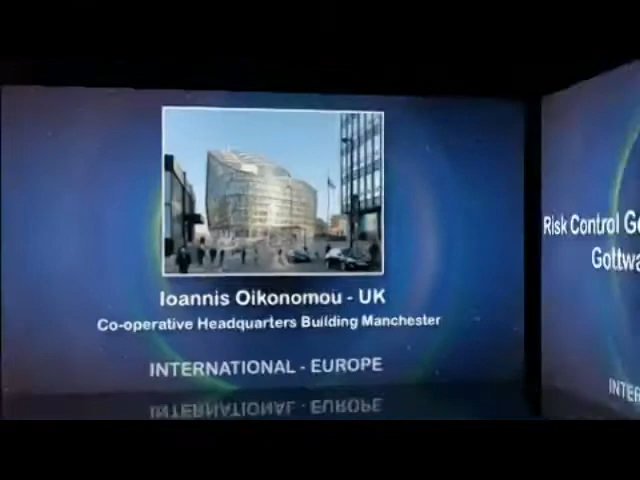 Ioannis Oikonomou - UK
Co-operative Headquarters Building Manchester
INTERNATIONAL - EUROPE
Risk Control